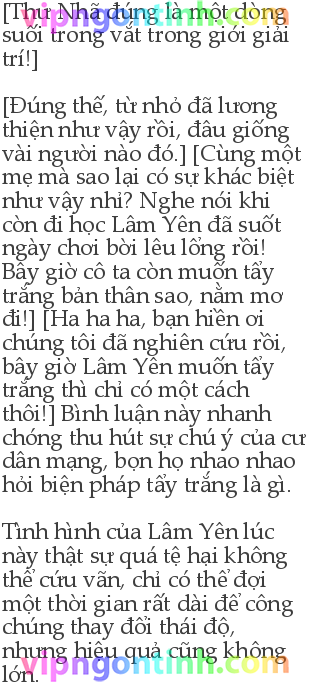 [Thư Nhã đúng là một dòng
vipngontinh.com
suối trong vắt trong giới giải
trí!]
[Đúng thế, từ nhỏ đã lương
thiện như vậy rồi, đâu giống
vài người nào đó.] [Cùng một
mẹ mà sao lại có sự khác biệt
như vậy nhỉ? Nghe nói khi
còn đi học Lâm Yên đã suốt
ngày chơi bời lêu lổng rồi!
Bây giờ cô ta còn muốn tẩy
trắng bản thân sao, nằm mơ
đi!] [Ha ha ha, bạn hiền ơi
chúng tôi đã nghiên cứu rồi,
bây giờ Lâm Yên muốn tẩy
trắng thì chỉ có một cách
thôi!] Bình luận này nhanh
chóng thu hút sự chú ý của cư
dân mạng, bọn họ nhao nhao
hỏi biện pháp tẩy trắng là gì.
Tình hình của Lâm Yên lúc
này thật sự quá tệ hại không
thể cứu vãn, chỉ có thể đợi
một thời gian rất dài để công
chúng thay đổi thái độ,
nhưng hiệu quả cũng không
vipngontinh.com
lớn.